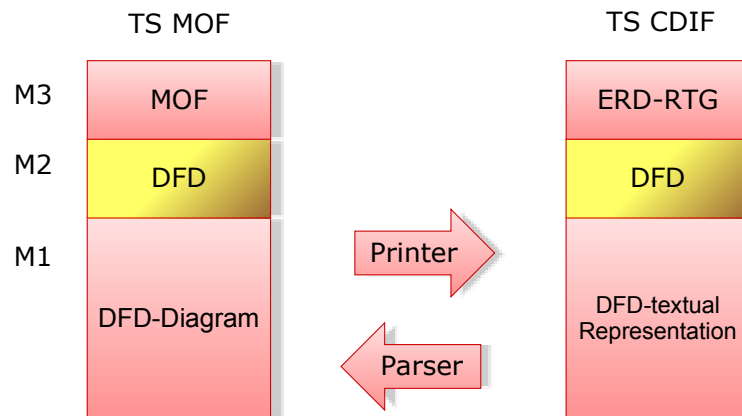 TS MOF
TS CDIF
M3
MOF
ERD-RTG
M2
DFD
DFD
M1
Printer
DFD-Diagram
DFD-textual
Representation
Parser